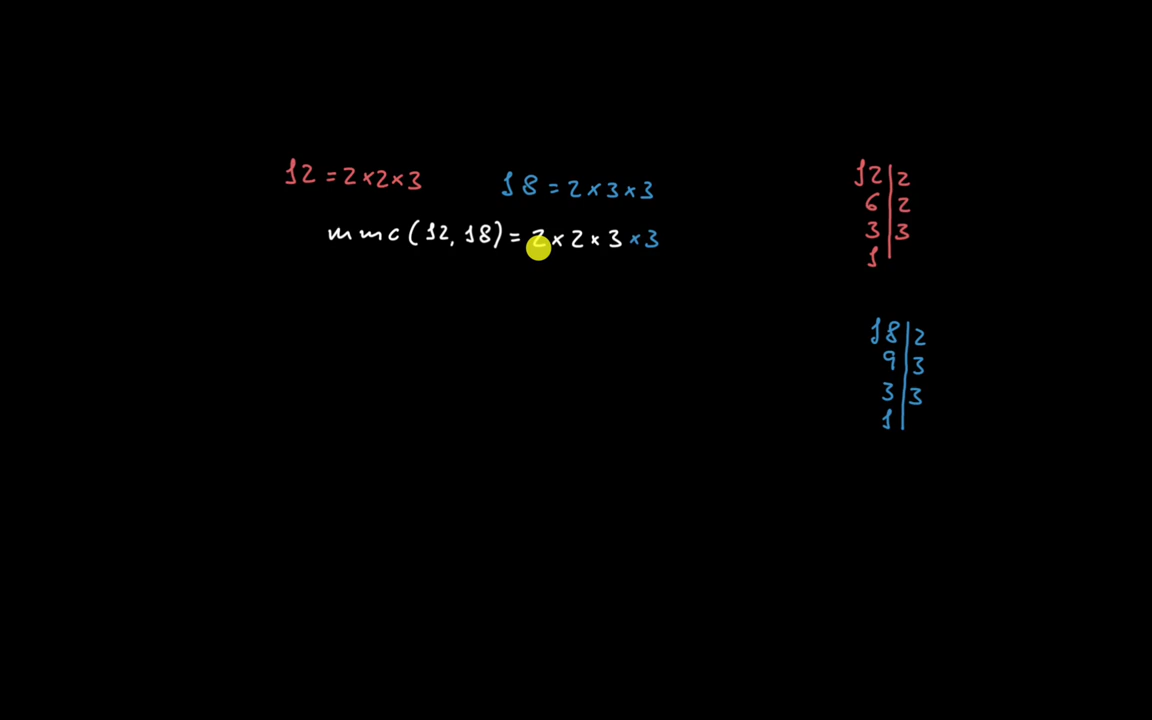 12 = 2 × 2 × 3
18 = 2 × 3 × 3
mmc (12, 18) = 2 × 2 × 3 × 3
12 | 2
6 | 2
3 | 3
1 |
18 | 2
9 | 3
3 | 3
1 |